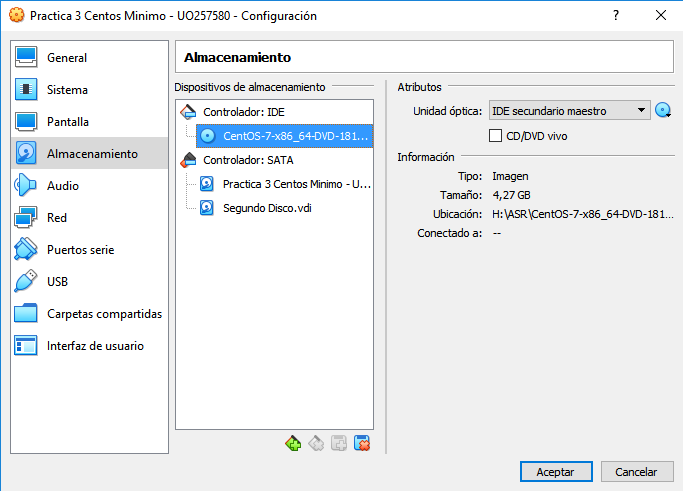 Practica 3 Centos Minimo - UO257580 - Configuración
?
General
Sistema
Pantalla
Almacenamiento
Audio
Red
Puertos serie
USB
Carpetas compartidas
Interfaz de usuario
Almacenamiento
Dispositivos de almacenamiento
Controlador: IDE
CentOS-7-x86_64-DVD-181...
Controlador: SATA
Practica 3 Centos Minimo - U...
Segundo Disco.vdi
Atributos
Unidad óptica: IDE secundario maestro
CD/DVD vivo
Información
Tipo: Imagen
Tamaño: 4,27 GB
Ubicación: H:\ASR\CentOS-7-x86_64-DVD-181...
Conectado a: --
Aceptar Cancelar